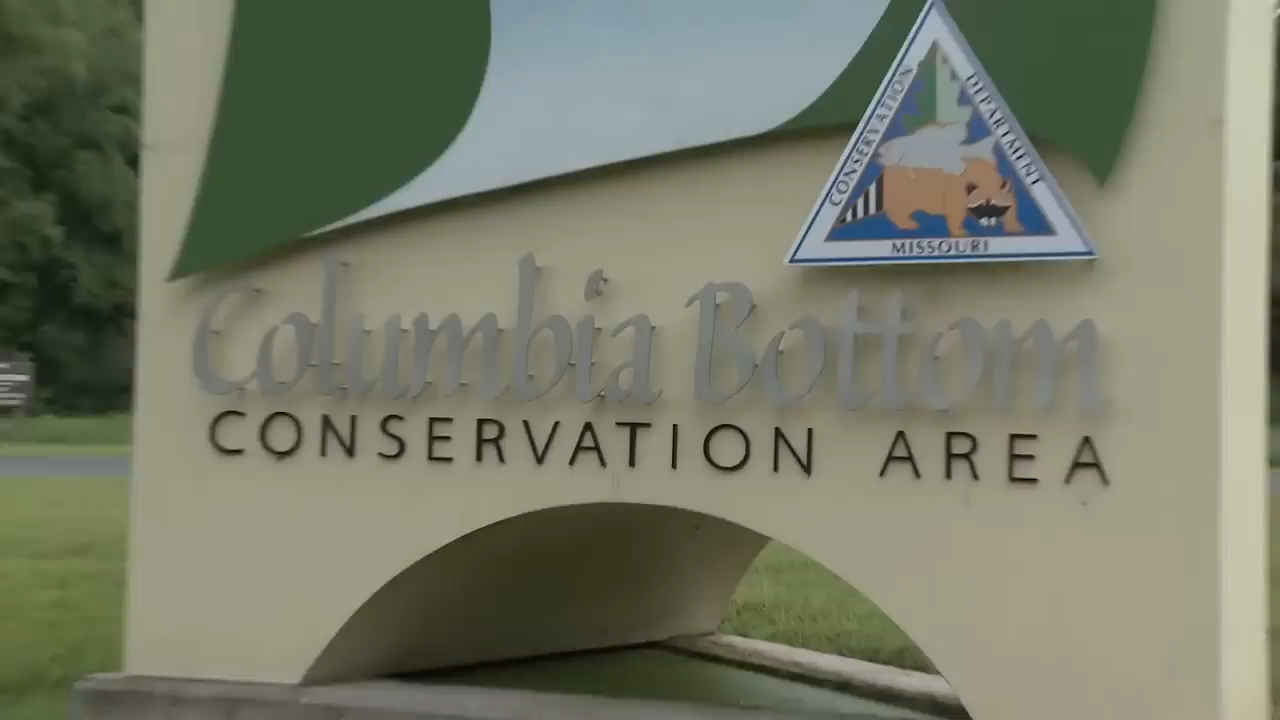 CONSERVATION
DEPARTMENT
MISSOURI
Columbia Bottom
CONSERVATION AREA